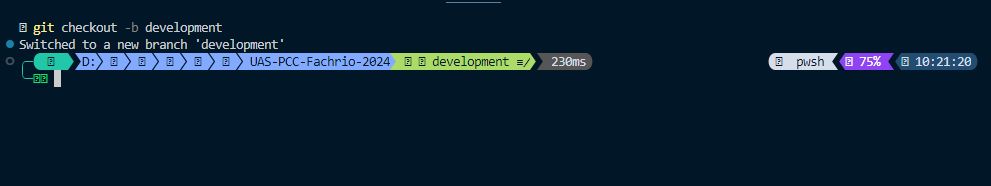 git checkout -b development
Switched to a new branch 'development'
D: UAS-PCC-Fachrio-2024 development ≡/ 230ms pwsh 75% 10:21:20